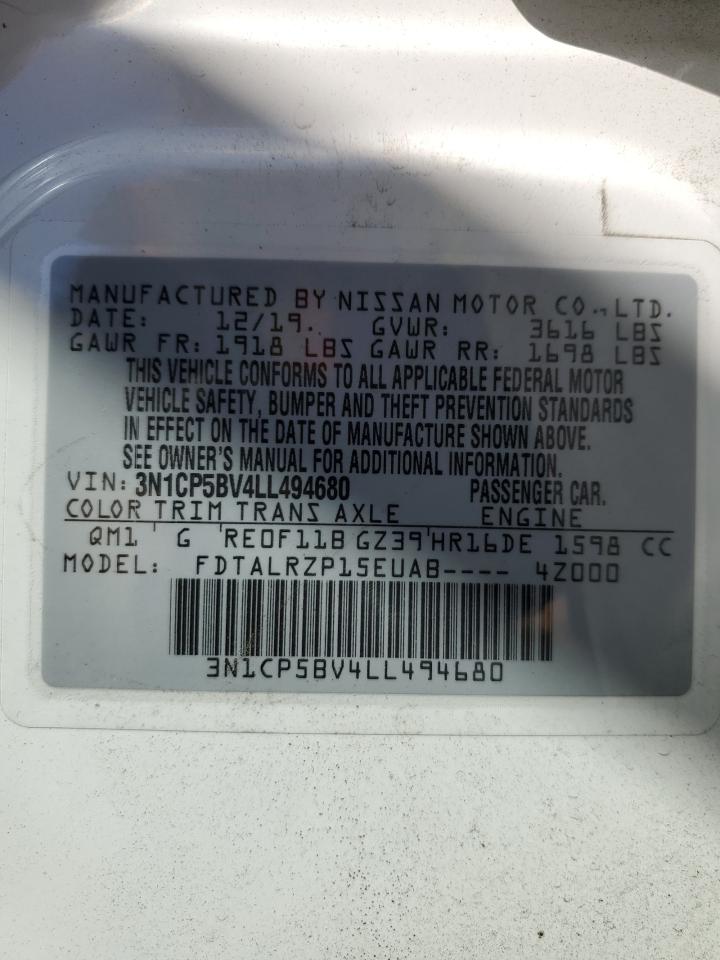 MANUFACTURED BY NISSAN MOTOR CO., LTD.
DATE: 12/19. GVWR: 3616 LBS
GAWR FR: 1918 LBS GAWR RR: 1698 LBS
THIS VEHICLE CONFORMS TO ALL APPLICABLE FEDERAL MOTOR
VEHICLE SAFETY, BUMPER AND THEFT PREVENTION STANDARDS
IN EFFECT ON THE DATE OF MANUFACTURE SHOWN ABOVE.
SEE OWNER'S MANUAL FOR ADDITIONAL INFORMATION.
VIN: 3N1CP5BV4LL494680 PASSENGER CAR.
COLOR TRIM TRANS AXLE ENGINE
QM1 G RE0F11B GZ39 HR16DE 1598 CC
MODEL: FDTALRZP15EUAB---- 4Z000
3N1CP5BV4LL494680